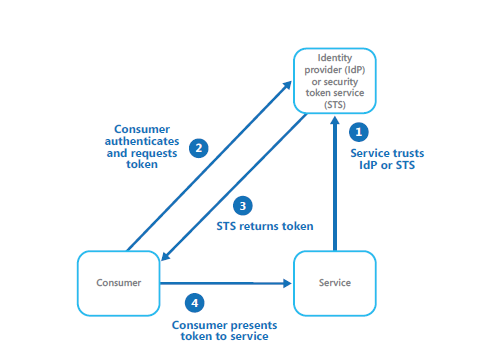 Identity
provider (IdP)
or security
token service
(STS)
1
Service trusts
IdP or STS
Consumer
authenticates
and requests
token
2
3
STS returns token
Consumer
Service
4
Consumer presents
token to service